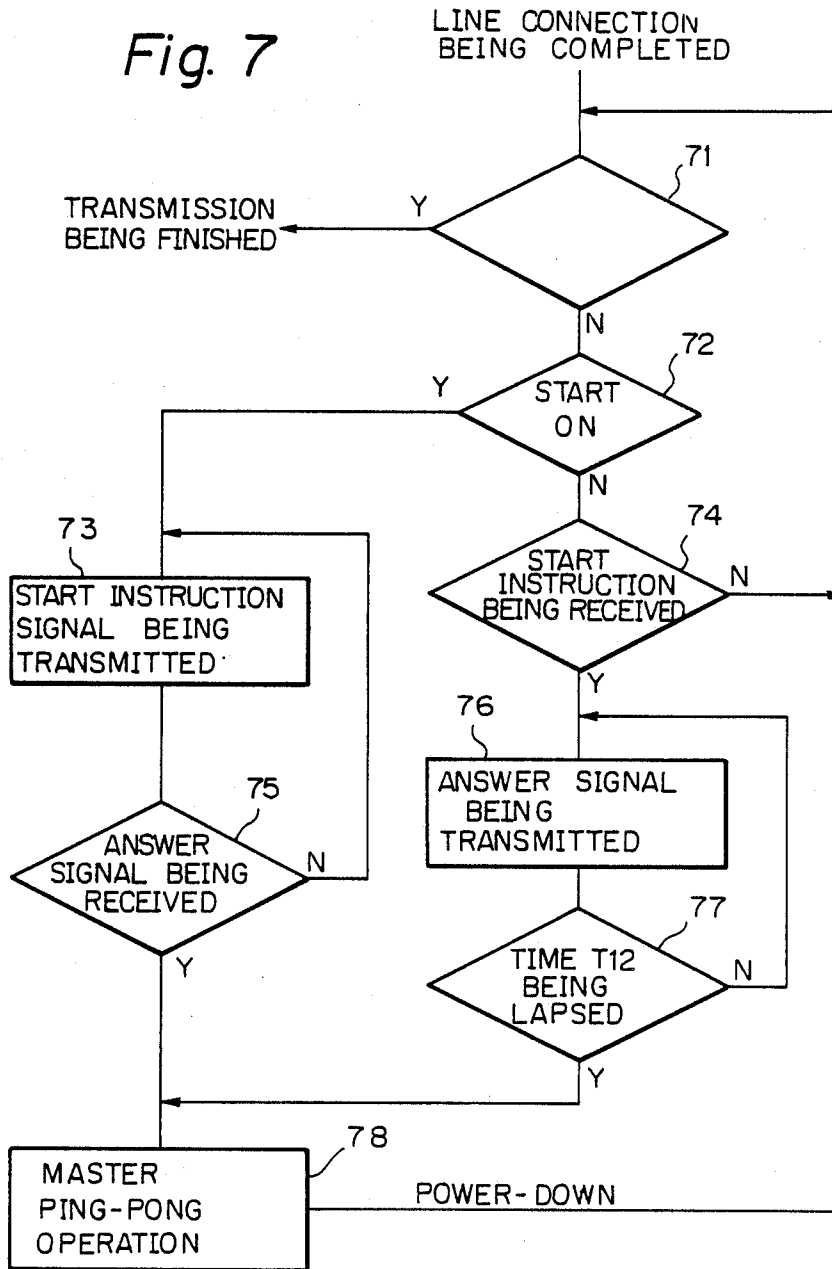 Fig. 7
LINE CONNECTION
BEING COMPLETED
71
TRANSMISSION
BEING FINISHED
Y
N
72
Y
START
ON
N
73
START INSTRUCTION
SIGNAL BEING
TRANSMITTED
74
START
INSTRUCTION
BEING RECEIVED
N
Y
75
ANSWER
SIGNAL BEING
RECEIVED
N
Y
76
ANSWER SIGNAL
BEING
TRANSMITTED
77
TIME T12
BEING
LAPSED
N
Y
78
MASTER
PING-PONG
OPERATION
POWER-DOWN